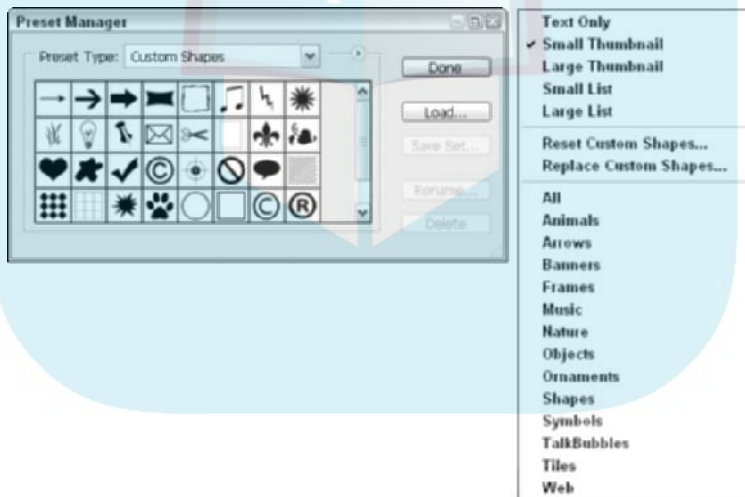 Preset Manager
Preset Type: Custom Shapes
Done
Load...
Save Set...
Rename...
Delete
Text Only
Small Thumbnail
Large Thumbnail
Small List
Large List
Reset Custom Shapes...
Replace Custom Shapes...
All
Animals
Arrows
Banners
Frames
Music
Nature
Objects
Ornaments
Shapes
Symbols
TalkBubbles
Tiles
Web